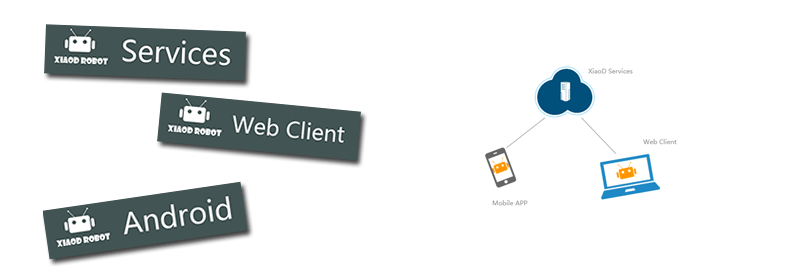 XIAOD ROBOT
Services
XIAOD ROBOT
Web Client
XIAOD ROBOT
Android
XiaoD Services
Web Client
Mobile APP